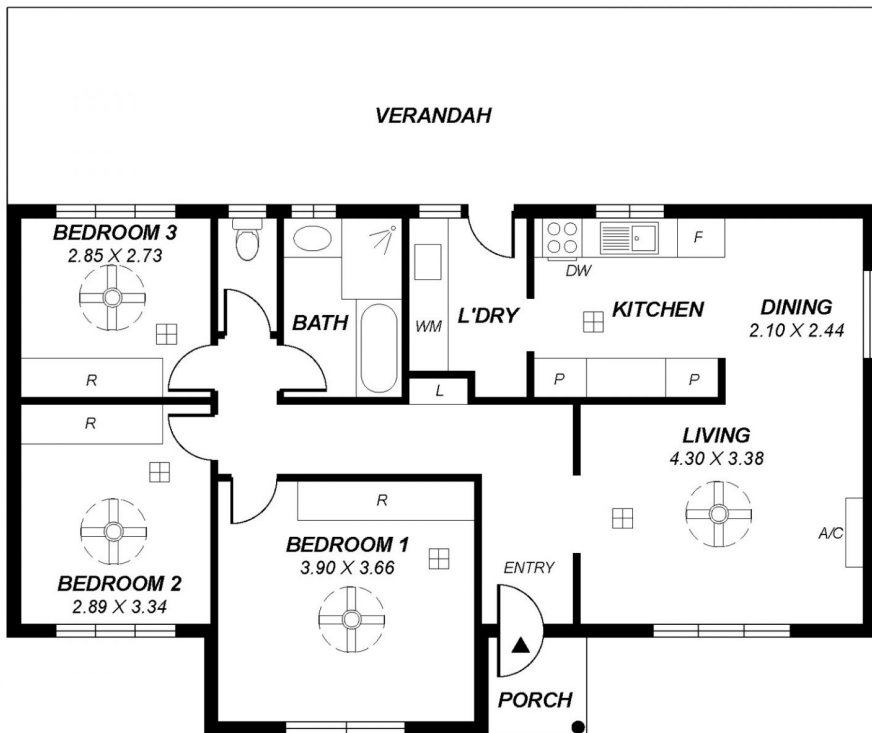 VERANDAH
BEDROOM 3
2.85 X 2.73
R
BATH
WM
L'DRY
L
DW
F
KITCHEN
P
P
DINING
2.10 X 2.44
LIVING
4.30 X 3.38
A/C
R
BEDROOM 2
2.89 X 3.34
R
BEDROOM 1
3.90 X 3.66
ENTRY
PORCH